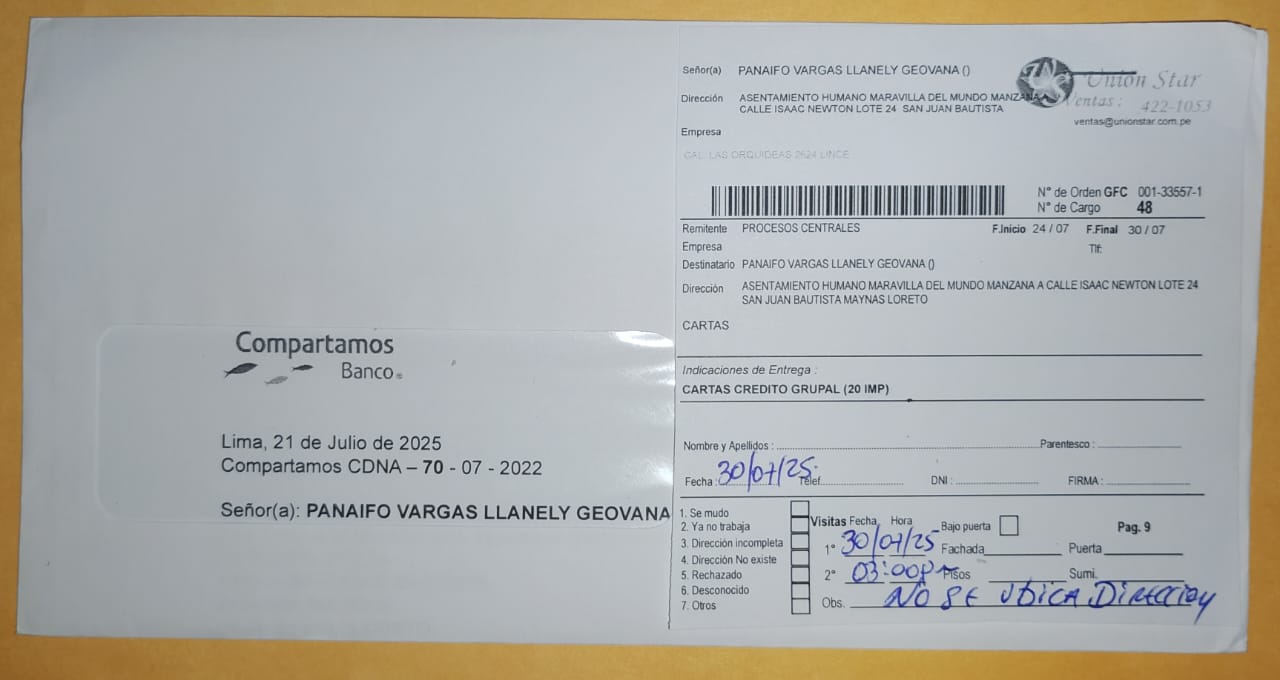 Señor(a) PANAIFO VARGAS LLANELY GEOVANA ()
Dirección ASENTAMIENTO HUMANO MARAVILLA DEL MUNDO MANZANA A
CALLE ISAAC NEWTON LOTE 24 SAN JUAN BAUTISTA
Empresa
CAL. LAS ORQUIDEAS 2624 LINCE
Union Star
Ventas : 422-1053
ventas@unionstar.com.pe
N° de Orden GFC 001-33557-1
N° de Cargo 48
Remitente PROCESOS CENTRALES F.Inicio 24 / 07 F.Final 30 / 07
Empresa Tlf:
Destinatario PANAIFO VARGAS LLANELY GEOVANA ()
Dirección ASENTAMIENTO HUMANO MARAVILLA DEL MUNDO MANZANA A CALLE ISAAC NEWTON LOTE 24
SAN JUAN BAUTISTA MAYNAS LORETO
CARTAS
Indicaciones de Entrega :
CARTAS CREDITO GRUPAL (20 IMP)
Nombre y Apellidos : Parentesco :
Fecha : 30/07/25 Télef. DNI : FIRMA :
1. Se mudo
2. Ya no trabaja
3. Dirección incompleta
4. Dirección No existe
5. Rechazado
6. Desconocido
7. Otros
Visitas Fecha Hora Bajo puerta Pag. 9
1° 30/07/25 Fachada Puerta
2° 03:00PM Pisos Sumi.
Obs. NO SE UBICA DIRECCION
Compartamos
Banco
Lima, 21 de Julio de 2025
Compartamos CDNA – 70 - 07 - 2022
Señor(a): PANAIFO VARGAS LLANELY GEOVANA